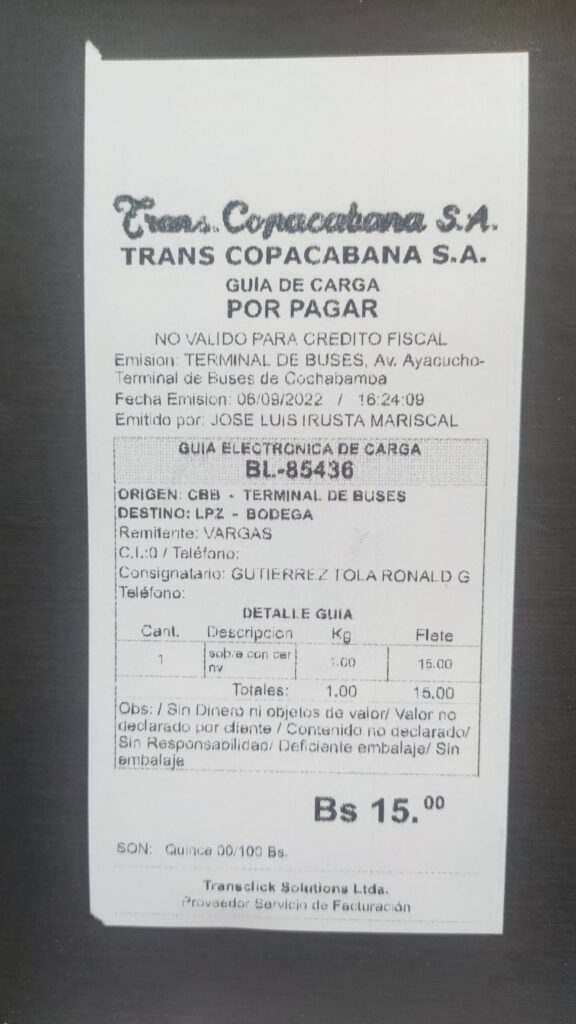 Trans Copacabana S.A.
TRANS COPACABANA S.A.
GUÍA DE CARGA
POR PAGAR
NO VALIDO PARA CREDITO FISCAL
Emision: TERMINAL DE BUSES, Av. Ayacucho-
Terminal de Buses de Cochabamba
Fecha Emision: 06/09/2022 / 16:24:09
Emitido por: JOSE LUIS IRUSTA MARISCAL
GUIA ELECTRONICA DE CARGA
BL-85436
ORIGEN: CBB - TERMINAL DE BUSES
DESTINO: LPZ - BODEGA
Remitente: VARGAS
C.I.:0 / Teléfono:
Consignatario: GUTIERREZ TOLA RONALD G
Teléfono:
DETALLE GUIA
Cant. Descripcion Kg Flete
1 sobre con cer nv 1.00 15.00
Totales: 1.00 15.00
Obs: / Sin Dinero ni objetos de valor/ Valor no
declarado por cliente / Contenido no declarado/
Sin Responsabilidad/ Deficiente embalaje/ Sin
embalaje
Bs 15.00
SON: Quince 00/100 Bs.
Transclick Solutions Ltda.
Proveedor Servicio de Facturación